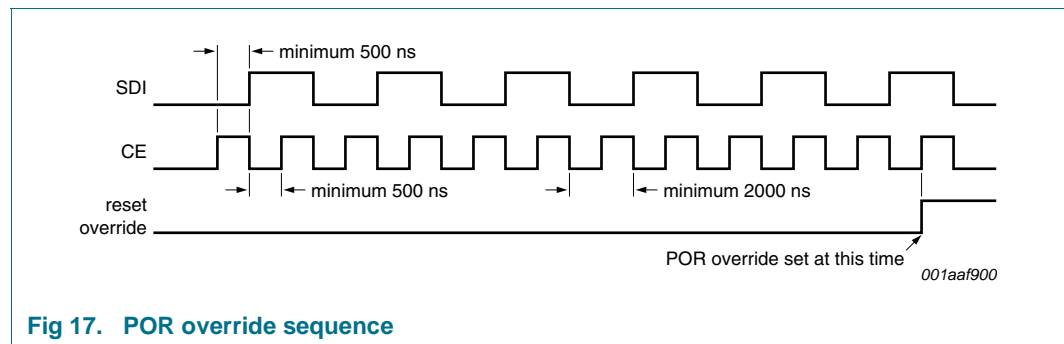 minimum 500 ns
SDI
CE
minimum 500 ns
minimum 2000 ns
reset
override
POR override set at this time
001aaf900
Fig 17. POR override sequence